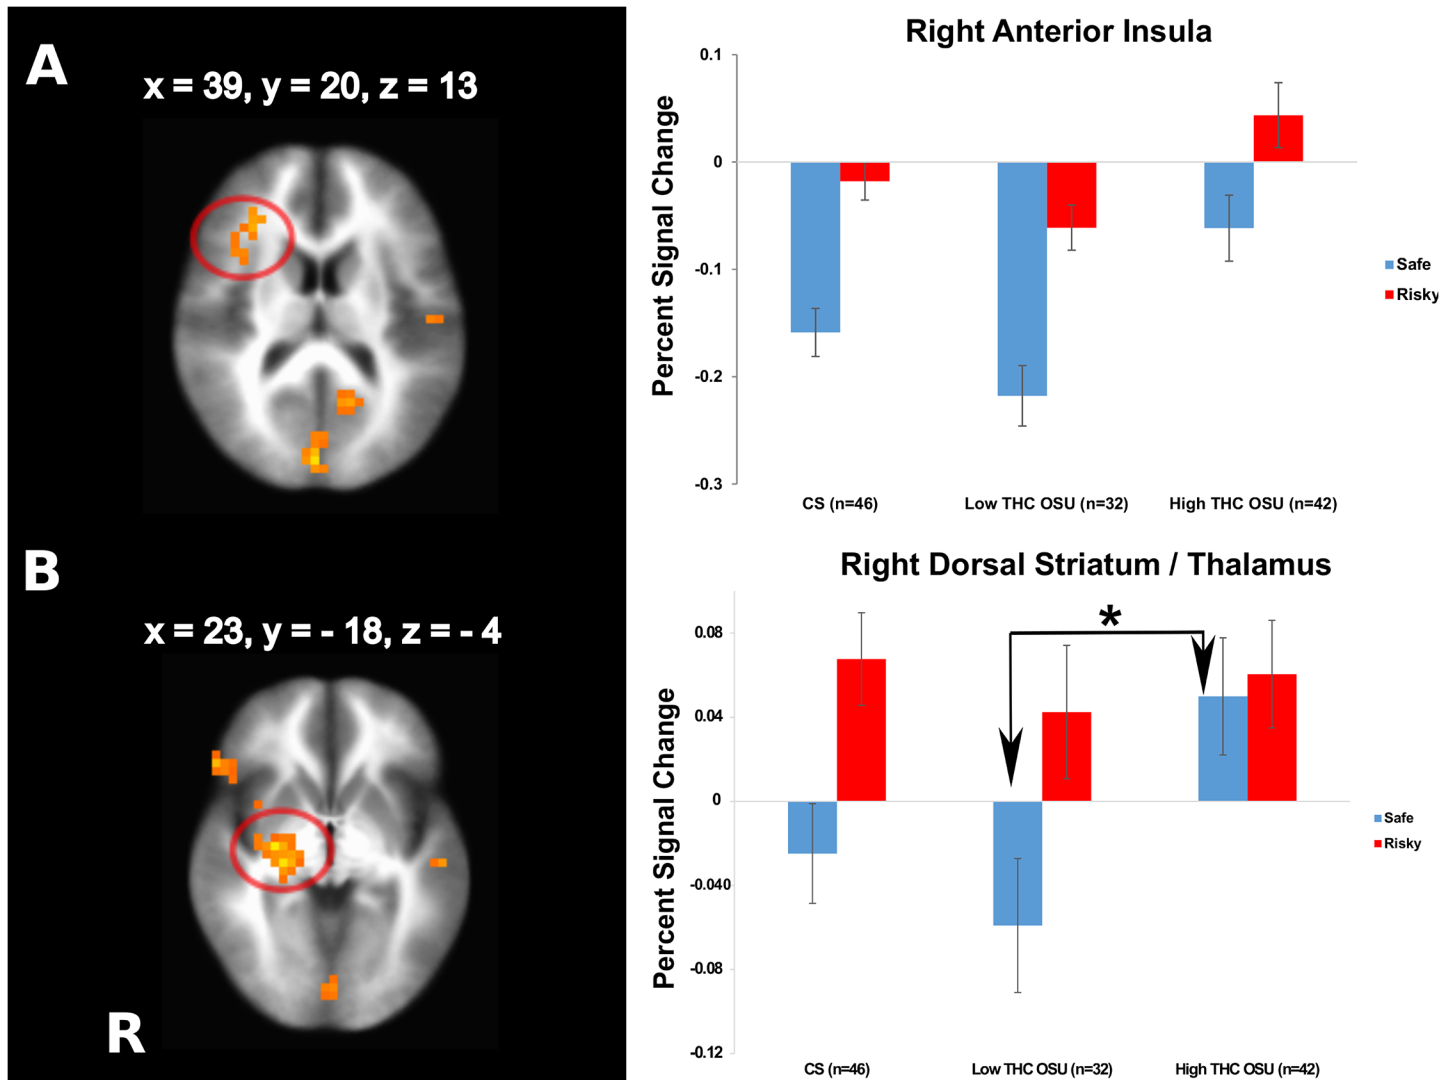 A
x = 39, y = 20, z = 13
Right Anterior Insula
Percent Signal Change
0.1
0
-0.1
-0.2
-0.3
Safe
Risky
CS (n=46)
Low THC OSU (n=32)
High THC OSU (n=42)
B
x = 23, y = - 18, z = - 4
R
Right Dorsal Striatum / Thalamus
Percent Signal Change
0.08
0.04
0
-0.040
-0.08
-0.12
*
Safe
Risky
CS (n=46)
Low THC OSU (n=32)
High THC OSU (n=42)